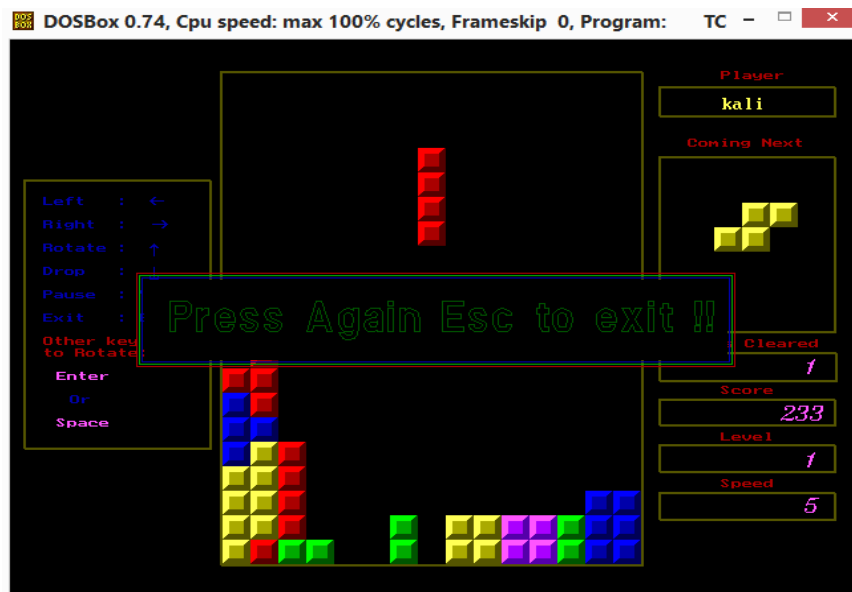 DOSBox 0.74, Cpu speed: max 100% cycles, Frameskip 0, Program: TC
Player
kali
Coming Next
Left : ←
Right : →
Rotate : ↑
Drop :
Pause :
Exit :
Other key
to Rotate
Enter
Or
Space
Press Again Esc to exit !!
Cleared
1
Score
233
Level
1
Speed
5